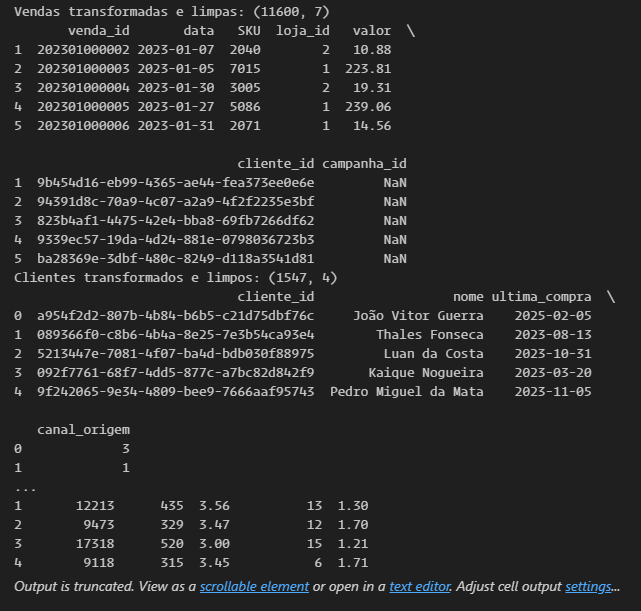 Vendas transformadas e limpas: (11600, 7)
venda_id data SKU loja_id valor \
1 202301000002 2023-01-07 2040 2 10.88
2 202301000003 2023-01-05 7015 1 223.81
3 202301000004 2023-01-30 3005 2 19.31
4 202301000005 2023-01-27 5086 1 239.06
5 202301000006 2023-01-31 2071 1 14.56
cliente_id campanha_id
1 9b454d16-eb99-4365-ae44-fea373ee0e6e NaN
2 94391d8c-70a9-4c07-a2a9-4f2f2235e3bf NaN
3 823b4af1-4475-42e4-bba8-69fb7266df62 NaN
4 9339ec57-19da-4d24-881e-0798036723b3 NaN
5 ba28369e-3dbf-480c-8249-d118a3541d81 NaN
Clientes transformados e limpos: (1547, 4)
cliente_id nome ultima_compra \
0 a954f2d2-807b-4b84-b6b5-c21d75dbf76c João Vitor Guerra 2025-02-05
1 089366f0-c8b6-4b4a-8e25-7e3b54ca93e4 Thales Fonseca 2023-08-13
2 5213447e-7081-4f07-ba4d-bdb030f88975 Luan da Costa 2023-10-31
3 092f7761-68f7-4dd5-877c-a7bc82d842f9 Kaique Nogueira 2023-03-20
4 9f242065-9e34-4809-bee9-7666aaf95743 Pedro Miguel da Mata 2023-11-05
canal_origem
0 3
1 1
...
1 12213 435 3.56 13 1.30
2 9473 329 3.47 12 1.70
3 17318 520 3.00 15 1.21
4 9118 315 3.45 6 1.71
Output is truncated. View as a scrollable element or open in a text editor. Adjust cell output settings...